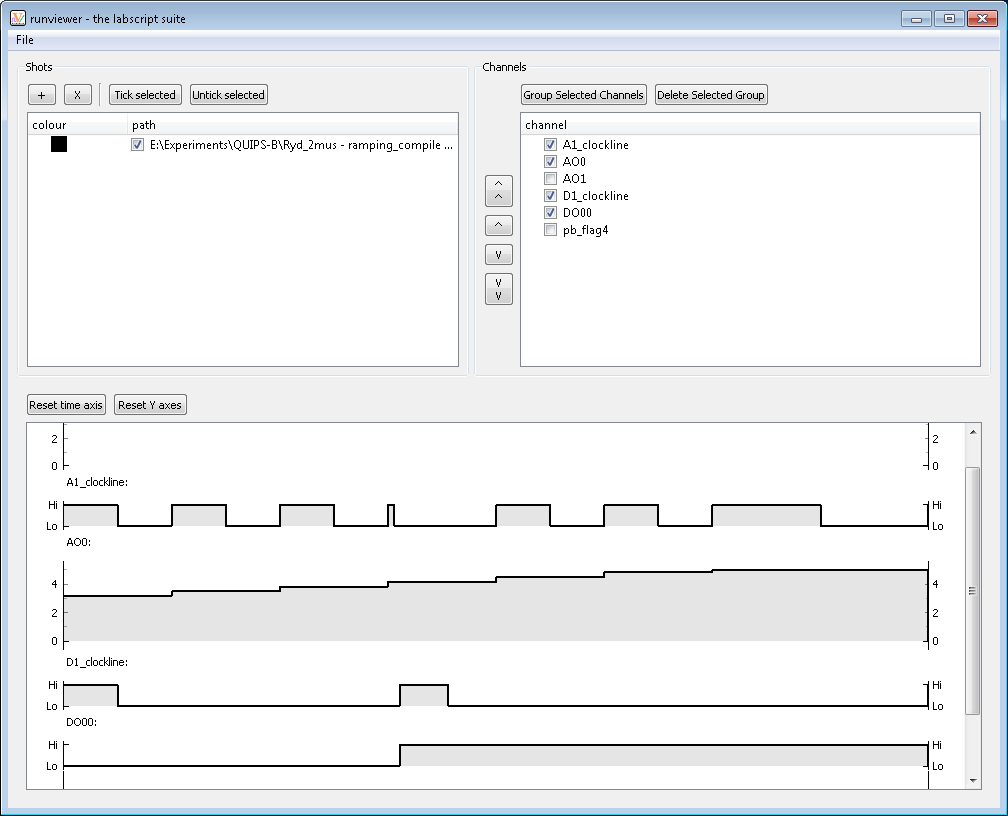 runviewer - the labscript suite
File
Shots
+ X Tick selected Untick selected
colour path
E:\Experiments\QUIPS-B\Ryd_2mus - ramping_compile ...
Channels
Group Selected Channels Delete Selected Group
channel
A1_clockline
AO0
AO1
D1_clockline
DO00
pb_flag4
^
^
^
v
v
v
Reset time axis Reset Y axes
2 2
0 0
A1_clockline:
Hi Hi
Lo Lo
AO0:
4 4
2 2
0 0
D1_clockline:
Hi Hi
Lo Lo
DO00:
Hi Hi
Lo Lo